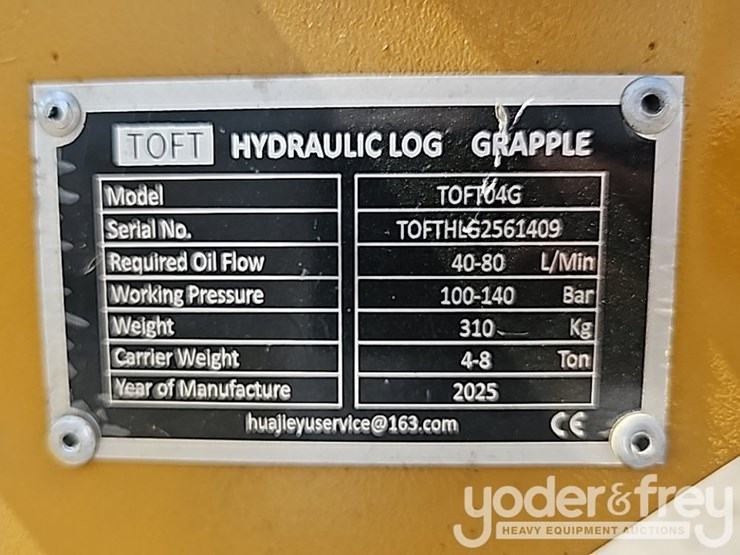 TOFT HYDRAULIC LOG GRAPPLE
Model TOFT04G
Serial No. TOFTHLG2561409
Required Oil Flow 40-80 L/Min
Working Pressure 100-140 Bar
Weight 310 Kg
Carrier Weight 4-8 Ton
Year of Manufacture 2025
huajieyuservice@163.com CE
yoder&frey
HEAVY EQUIPMENT AUCTIONS